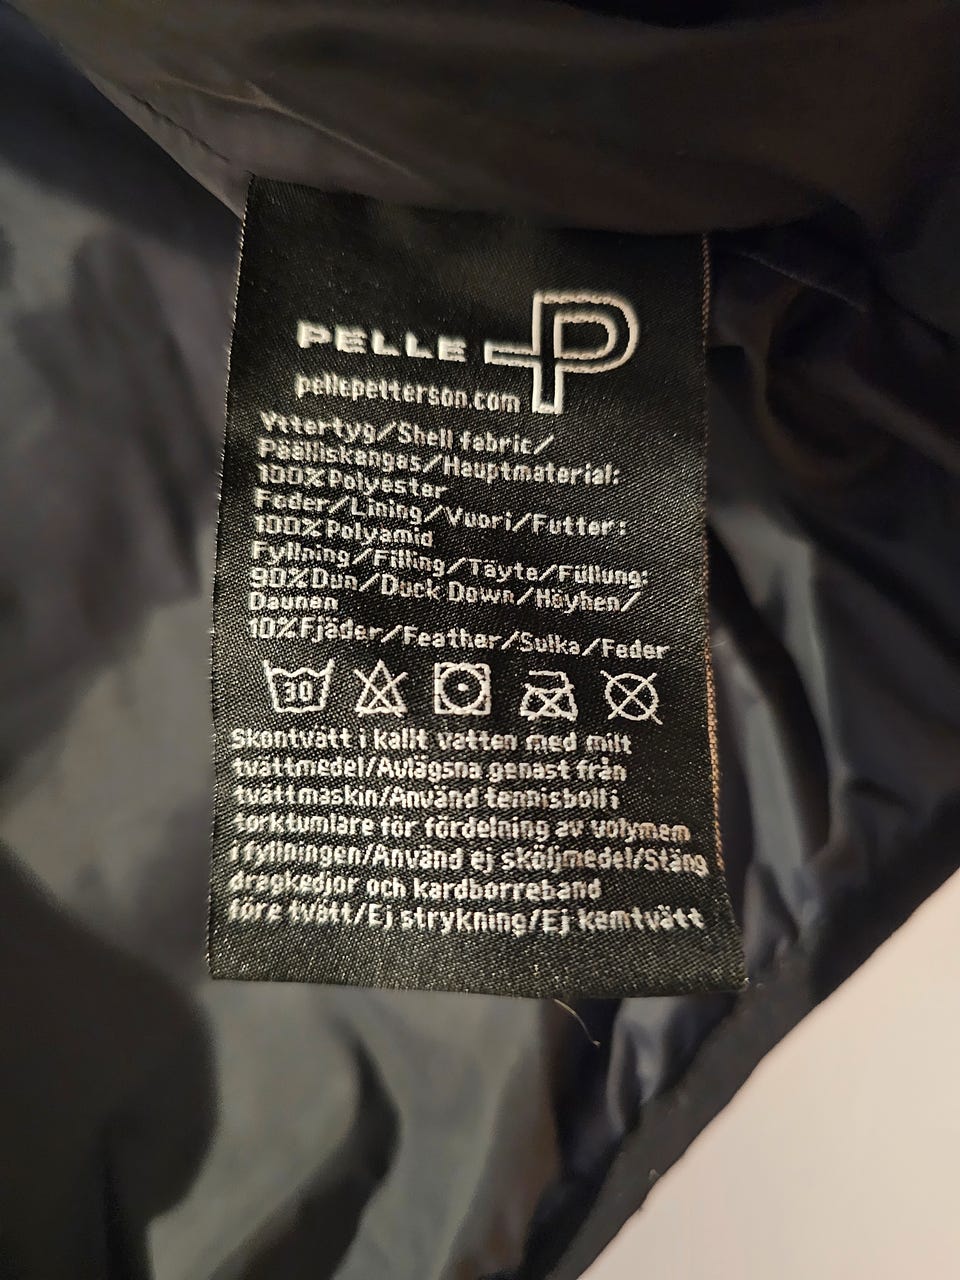 PELLE P
pellepetterson.com
Yttertyg/Shell fabric/
Päälliskangas/Hauptmaterial:
100% Polyester
Foder/Lining/Vuori/Futter:
100% Polyamid
Fyllning/Filling/Täyte/Füllung:
90% Dun/Duck Down/Höyhen/
Daunen
10% Fjäder/Feather/Sulka/Feder
30
Skontvätt i kallt vatten med milt
tvättmedel/Avlägsna genast från
tvättmaskin/Använd tennisboll i
torktumlare för fördelning av volymem
i fyllningen/Använd ej sköljmedel/Stäng
dragkedjor och kardborreband
före tvätt/Ej strykning/Ej kemtvätt